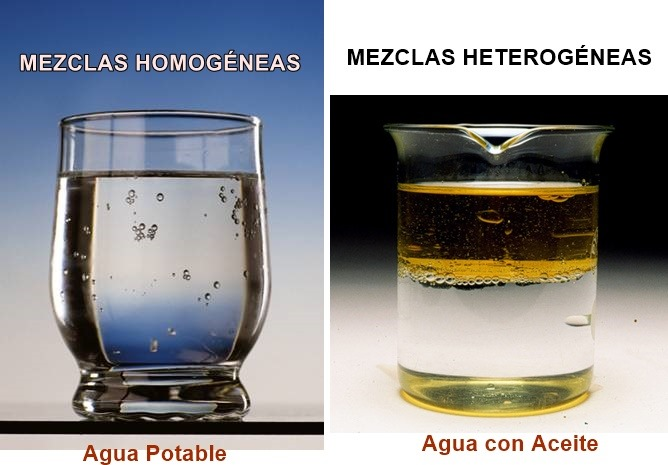 MEZCLAS HOMOGÉNEAS
MEZCLAS HETEROGÉNEAS
Agua Potable
Agua con Aceite